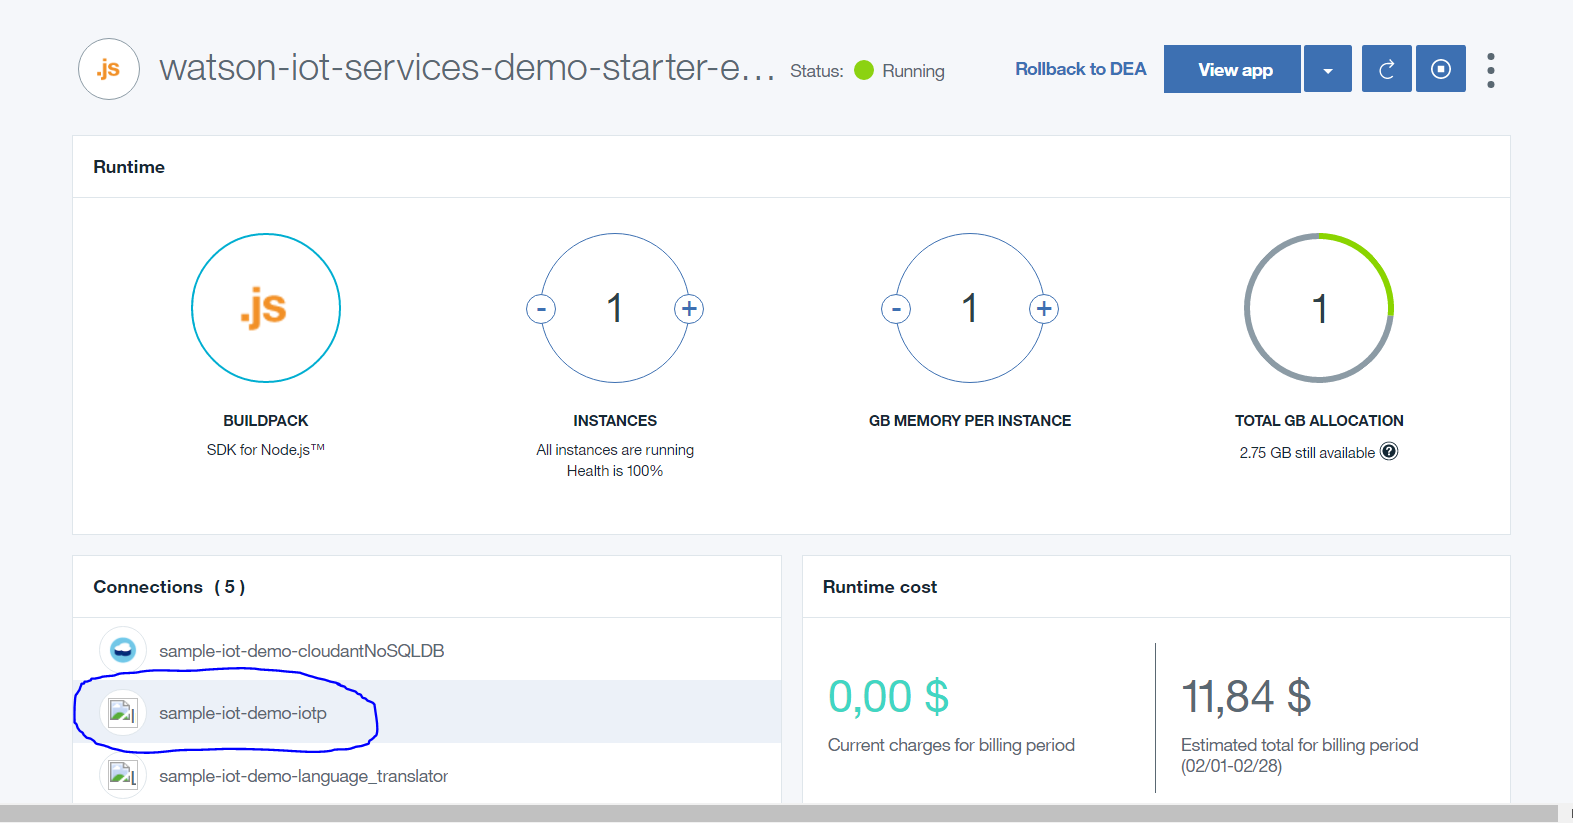 .js
watson-iot-services-demo-starter-e...
Status: Running
Rollback to DEA
View app
Runtime
.js
- 1 +
- 1 +
1
BUILDPACK
INSTANCES
GB MEMORY PER INSTANCE
TOTAL GB ALLOCATION
SDK for Node.js™
All instances are running
Health is 100%
2.75 GB still available ?
Connections (5)
sample-iot-demo-cloudantNoSQLDB
sample-iot-demo-iotp
sample-iot-demo-language_translator
Runtime cost
0,00 $
Current charges for billing period
11,84 $
Estimated total for billing period
(02/01-02/28)